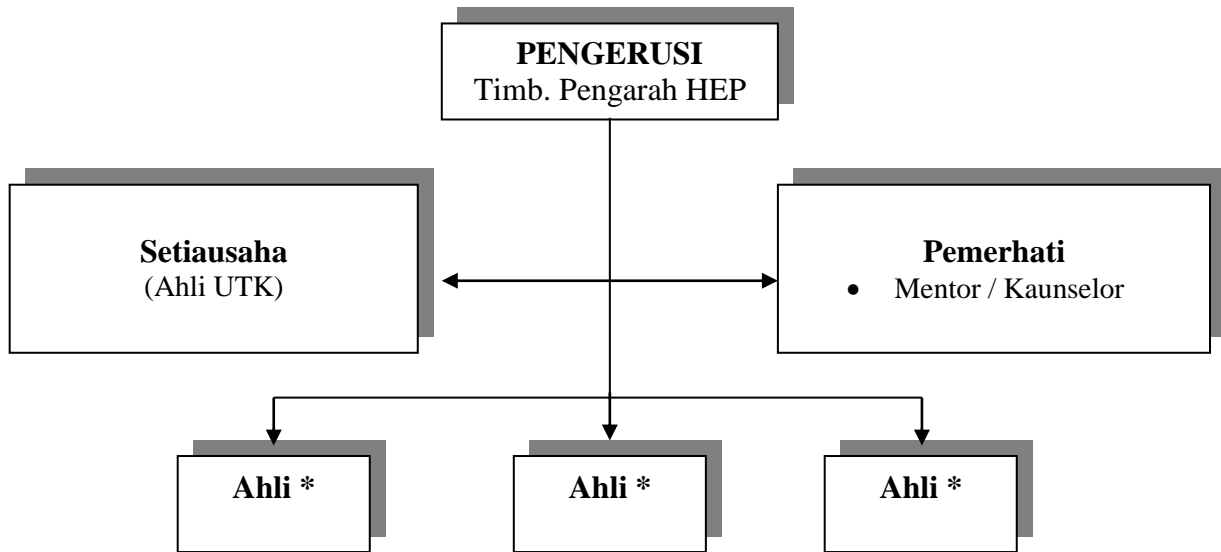 PENGERUSI
Timb. Pengarah HEP
Setiausaha
(Ahli UTK)
Pemerhati
• Mentor / Kaunselor
Ahli *
Ahli *
Ahli *